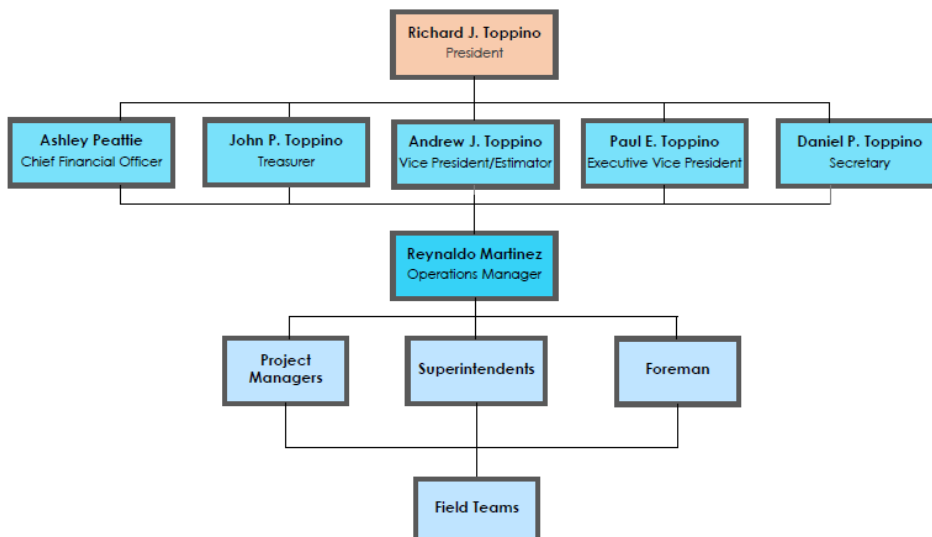 Richard J. Toppino
President
Ashley Peattie
Chief Financial Officer
John P. Toppino
Treasurer
Andrew J. Toppino
Vice President/Estimator
Paul E. Toppino
Executive Vice President
Daniel P. Toppino
Secretary
Reynaldo Martinez
Operations Manager
Project
Managers
Superintendents
Foreman
Field Teams